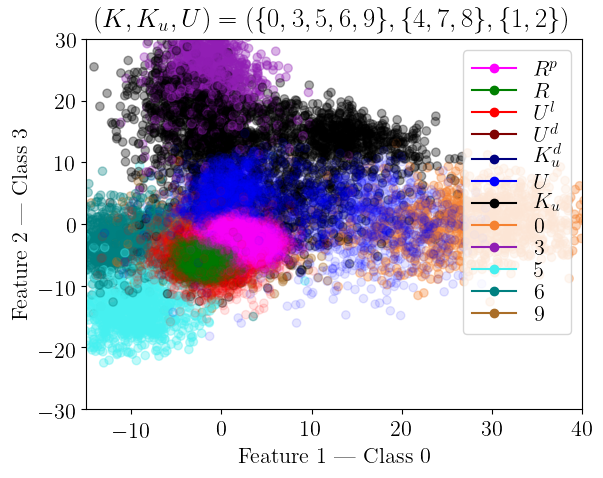 (K, K_u, U) = ({0, 3, 5, 6, 9}, {4, 7, 8}, {1, 2})
30
20
10
0
−10
−20
−30
Feature 2 — Class 3
R^p
R
U^l
U^d
K_u^d
U
K_u
0
3
5
6
9
−10
0
10
20
30
40
Feature 1 — Class 0